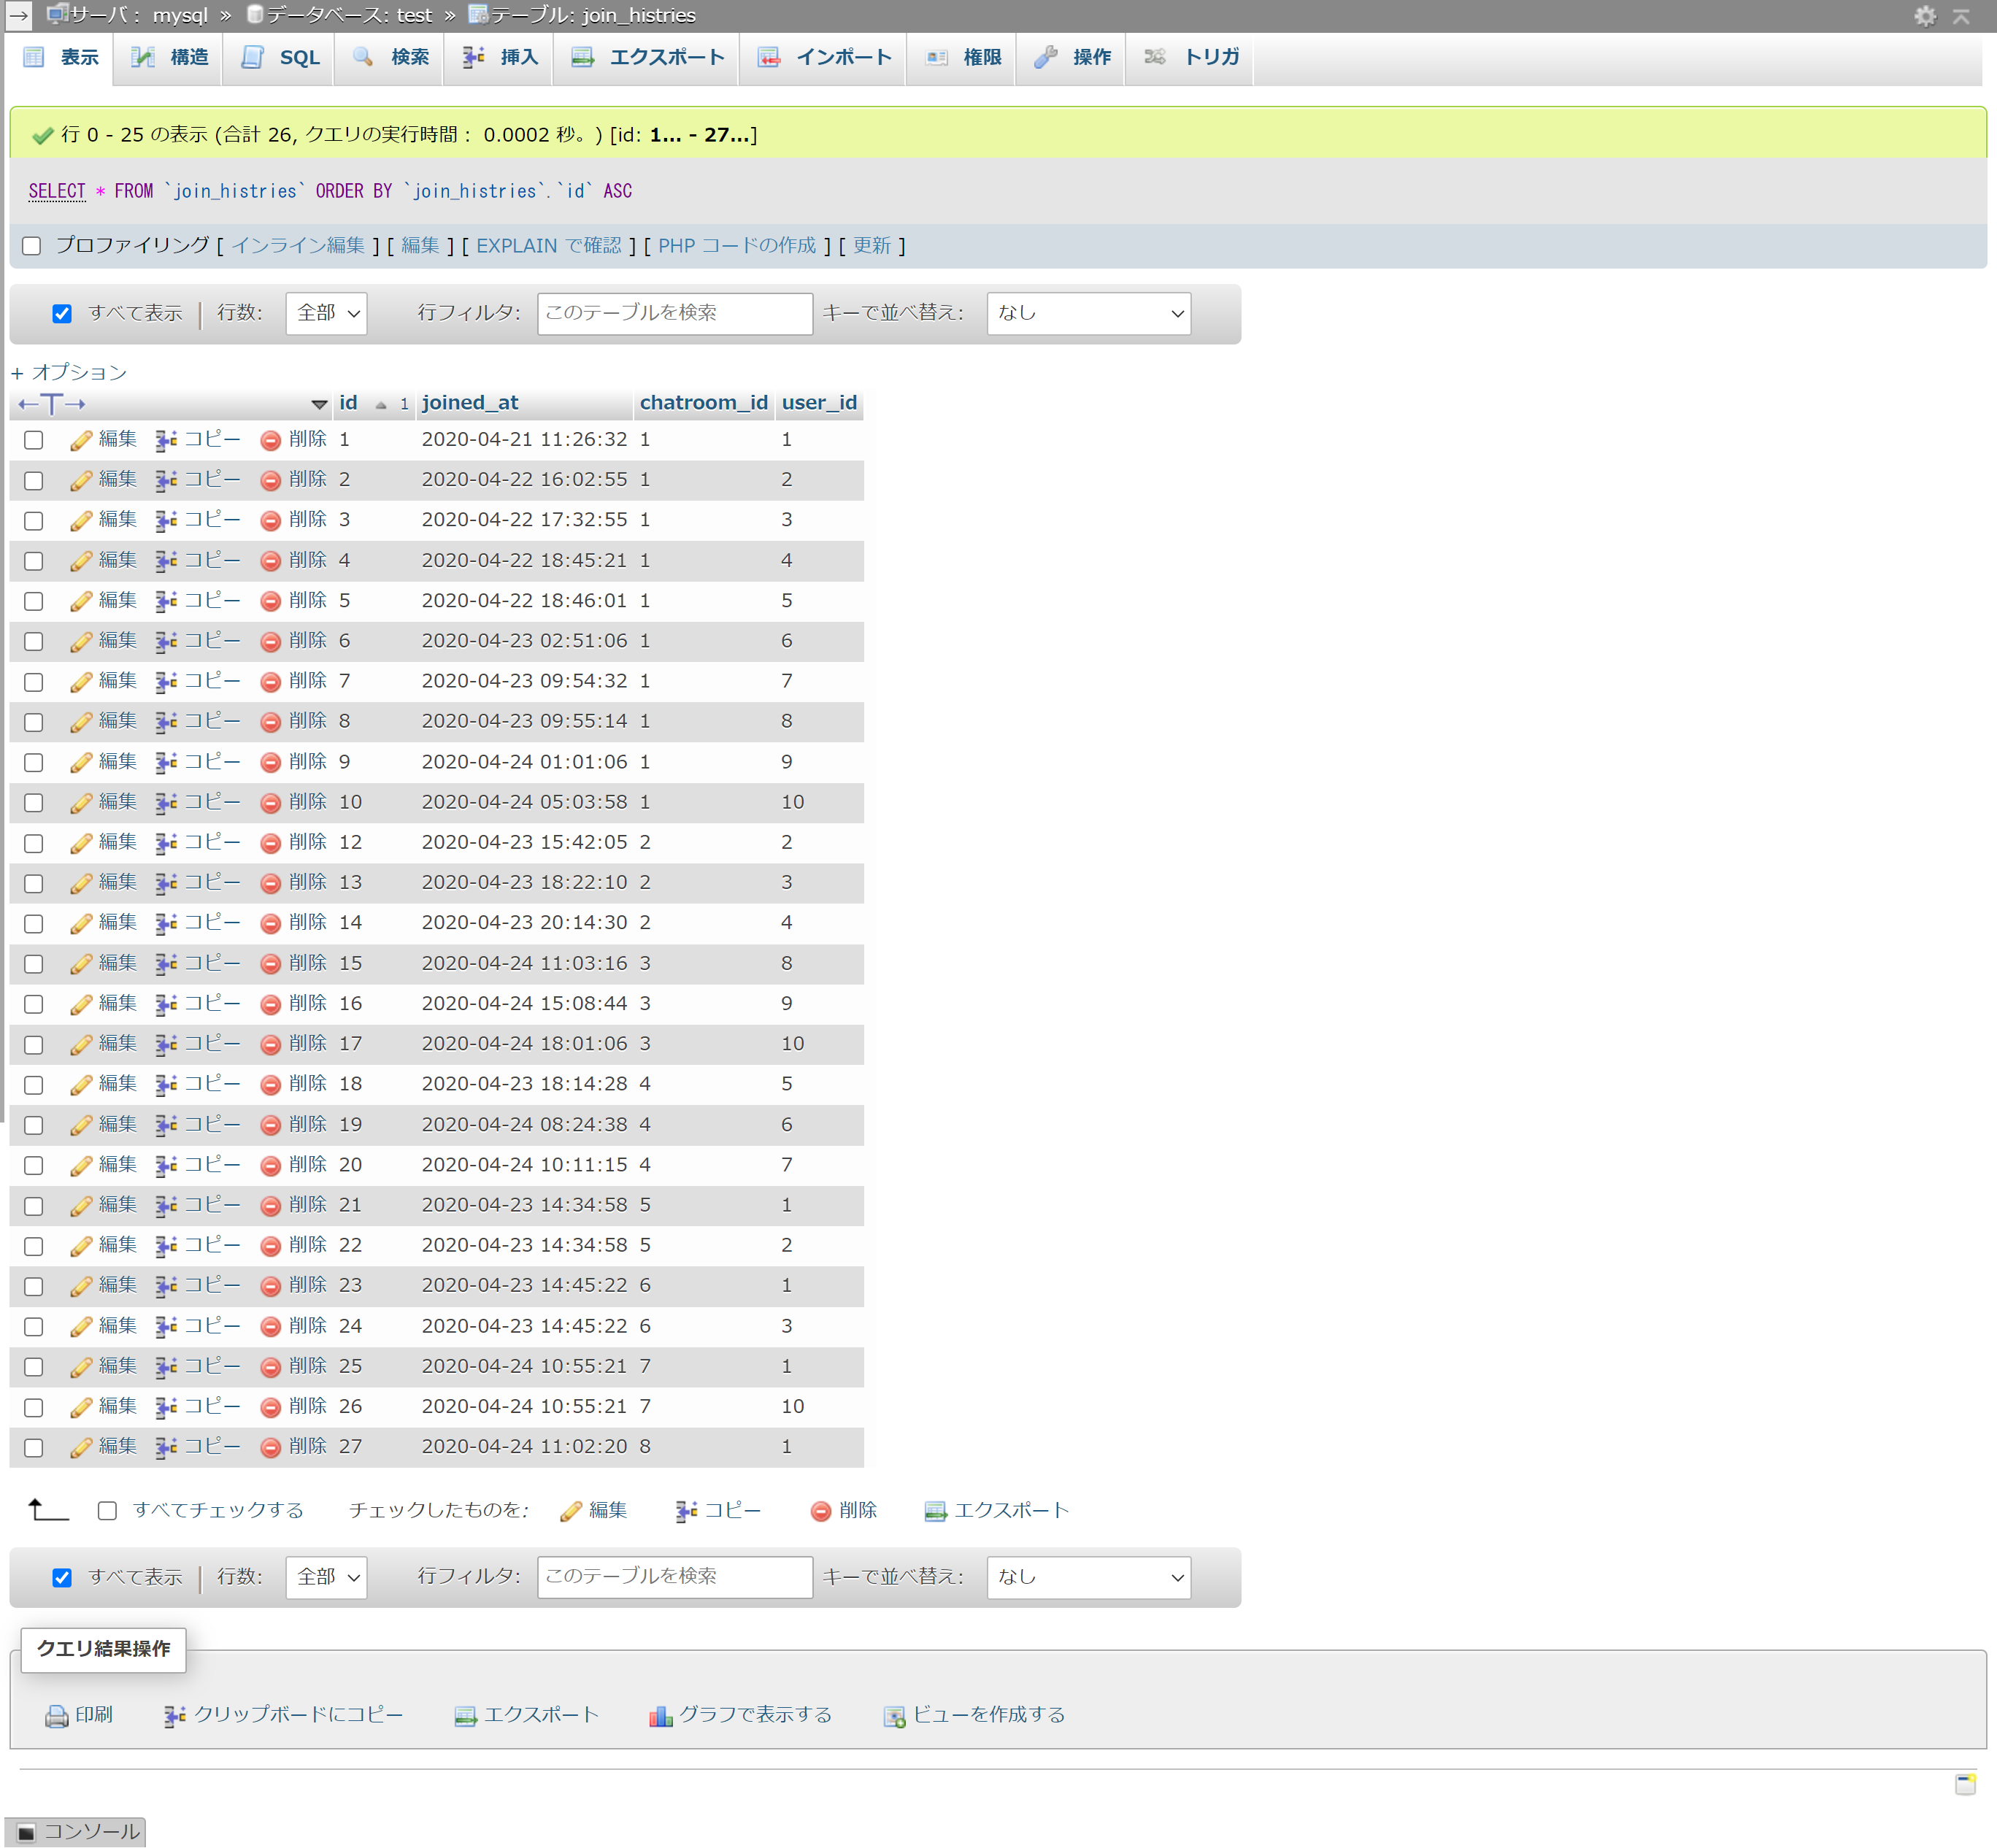 サーバ： mysql » データベース: test » テーブル: join_histries
表示 構造 SQL 検索 挿入 エクスポート インポート 権限 操作 トリガ
行 0 - 25 の表示 (合計 26, クエリの実行時間： 0.0002 秒。) [id: 1... - 27...]
SELECT * FROM `join_histries` ORDER BY `join_histries`.`id` ASC
プロファイリング [ インライン編集 ] [ 編集 ] [ EXPLAIN で確認 ] [ PHP コードの作成 ] [ 更新 ]
すべて表示 | 行数: 全部 行フィルタ: このテーブルを検索 キーで並べ替え: なし
+ オプション
←T→ id 1 joined_at chatroom_id user_id
編集 コピー 削除 1 2020-04-21 11:26:32 1 1
編集 コピー 削除 2 2020-04-22 16:02:55 1 2
編集 コピー 削除 3 2020-04-22 17:32:55 1 3
編集 コピー 削除 4 2020-04-22 18:45:21 1 4
編集 コピー 削除 5 2020-04-22 18:46:01 1 5
編集 コピー 削除 6 2020-04-23 02:51:06 1 6
編集 コピー 削除 7 2020-04-23 09:54:32 1 7
編集 コピー 削除 8 2020-04-23 09:55:14 1 8
編集 コピー 削除 9 2020-04-24 01:01:06 1 9
編集 コピー 削除 10 2020-04-24 05:03:58 1 10
編集 コピー 削除 12 2020-04-23 15:42:05 2 2
編集 コピー 削除 13 2020-04-23 18:22:10 2 3
編集 コピー 削除 14 2020-04-23 20:14:30 2 4
編集 コピー 削除 15 2020-04-24 11:03:16 3 8
編集 コピー 削除 16 2020-04-24 15:08:44 3 9
編集 コピー 削除 17 2020-04-24 18:01:06 3 10
編集 コピー 削除 18 2020-04-23 18:14:28 4 5
編集 コピー 削除 19 2020-04-24 08:24:38 4 6
編集 コピー 削除 20 2020-04-24 10:11:15 4 7
編集 コピー 削除 21 2020-04-23 14:34:58 5 1
編集 コピー 削除 22 2020-04-23 14:34:58 5 2
編集 コピー 削除 23 2020-04-23 14:45:22 6 1
編集 コピー 削除 24 2020-04-23 14:45:22 6 3
編集 コピー 削除 25 2020-04-24 10:55:21 7 1
編集 コピー 削除 26 2020-04-24 10:55:21 7 10
編集 コピー 削除 27 2020-04-24 11:02:20 8 1
すべてチェックする チェックしたものを: 編集 コピー 削除 エクスポート
すべて表示 | 行数: 全部 行フィルタ: このテーブルを検索 キーで並べ替え: なし
クエリ結果操作
印刷 クリップボードにコピー エクスポート グラフで表示する ビューを作成する
コンソール